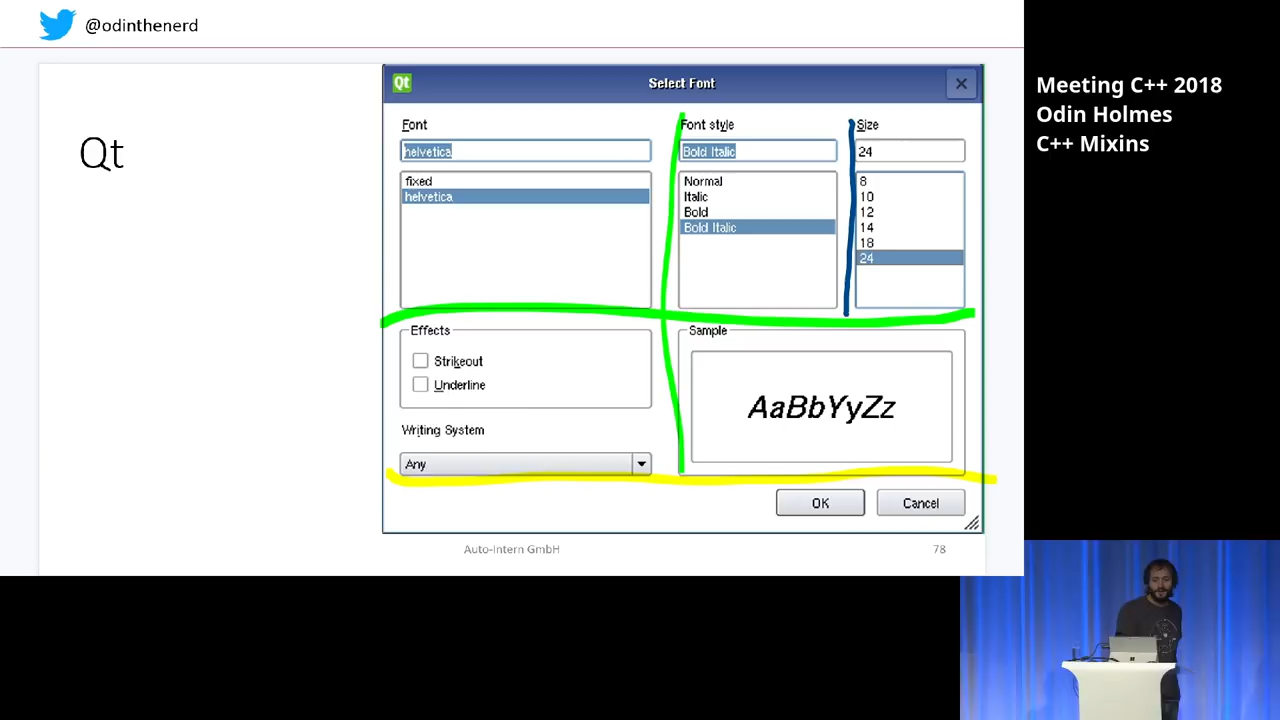 @odinthenerd
Qt
Qt
Select Font
Font
Font style
Size
helvetica
Bold Italic
24
fixed
helvetica
Normal
Italic
Bold
Bold Italic
8
10
12
14
18
24
Effects
Strikeout
Underline
Writing System
Any
Sample
AaBbYyZz
OK
Cancel
Auto-Intern GmbH
78
Meeting C++ 2018
Odin Holmes
C++ Mixins